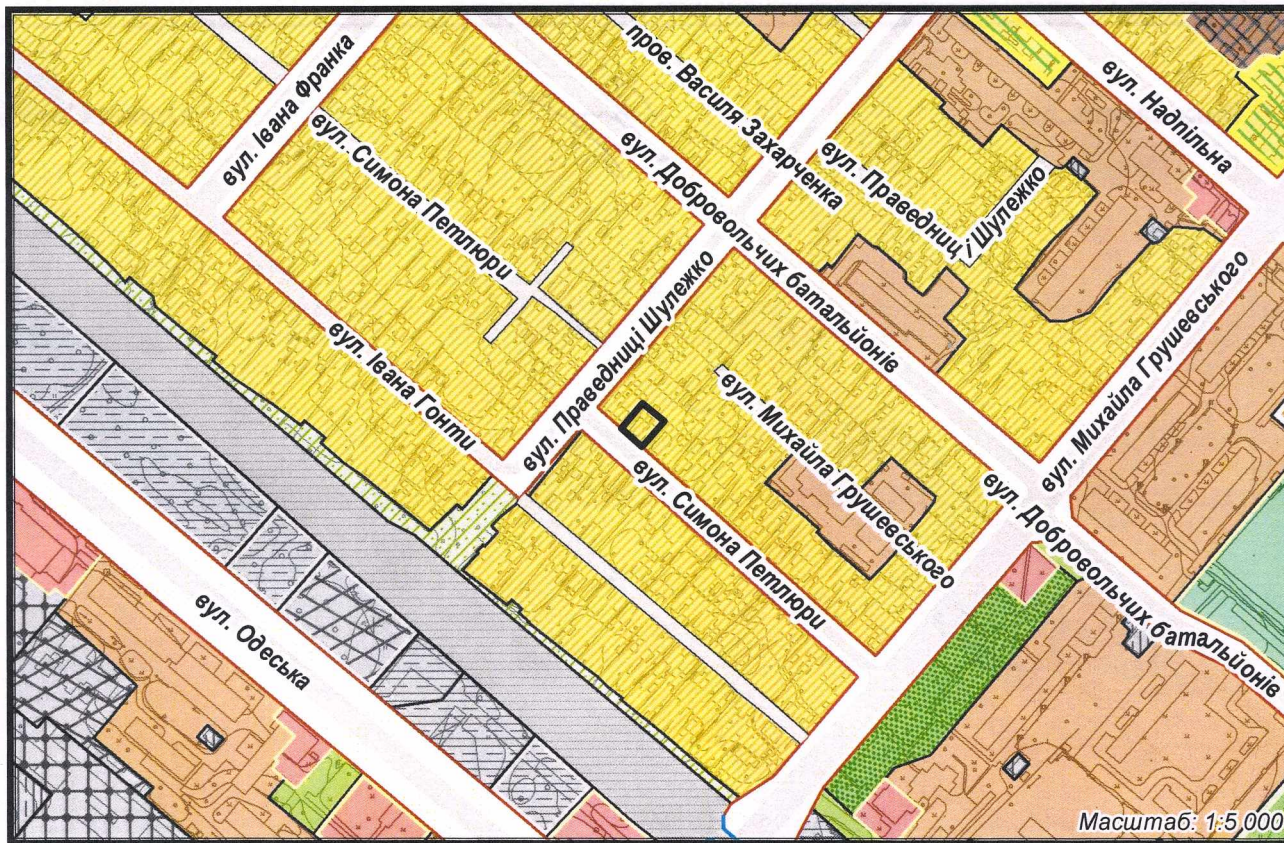 вул. Івана Франка
пров. Василя Захарченка
вул. Надпільна
вул. Симона Петлюри
вул. Добровольчих батальйонів
вул. Праведниці Шулежко
вул. Михайла Грушевського
вул. Івана Гонти
вул. Праведниці Шулежко
вул. Михайла Грушевського
вул. Симона Петлюри
вул. Добровольчих батальйонів
вул. Одеська
Масштаб: 1:5 000